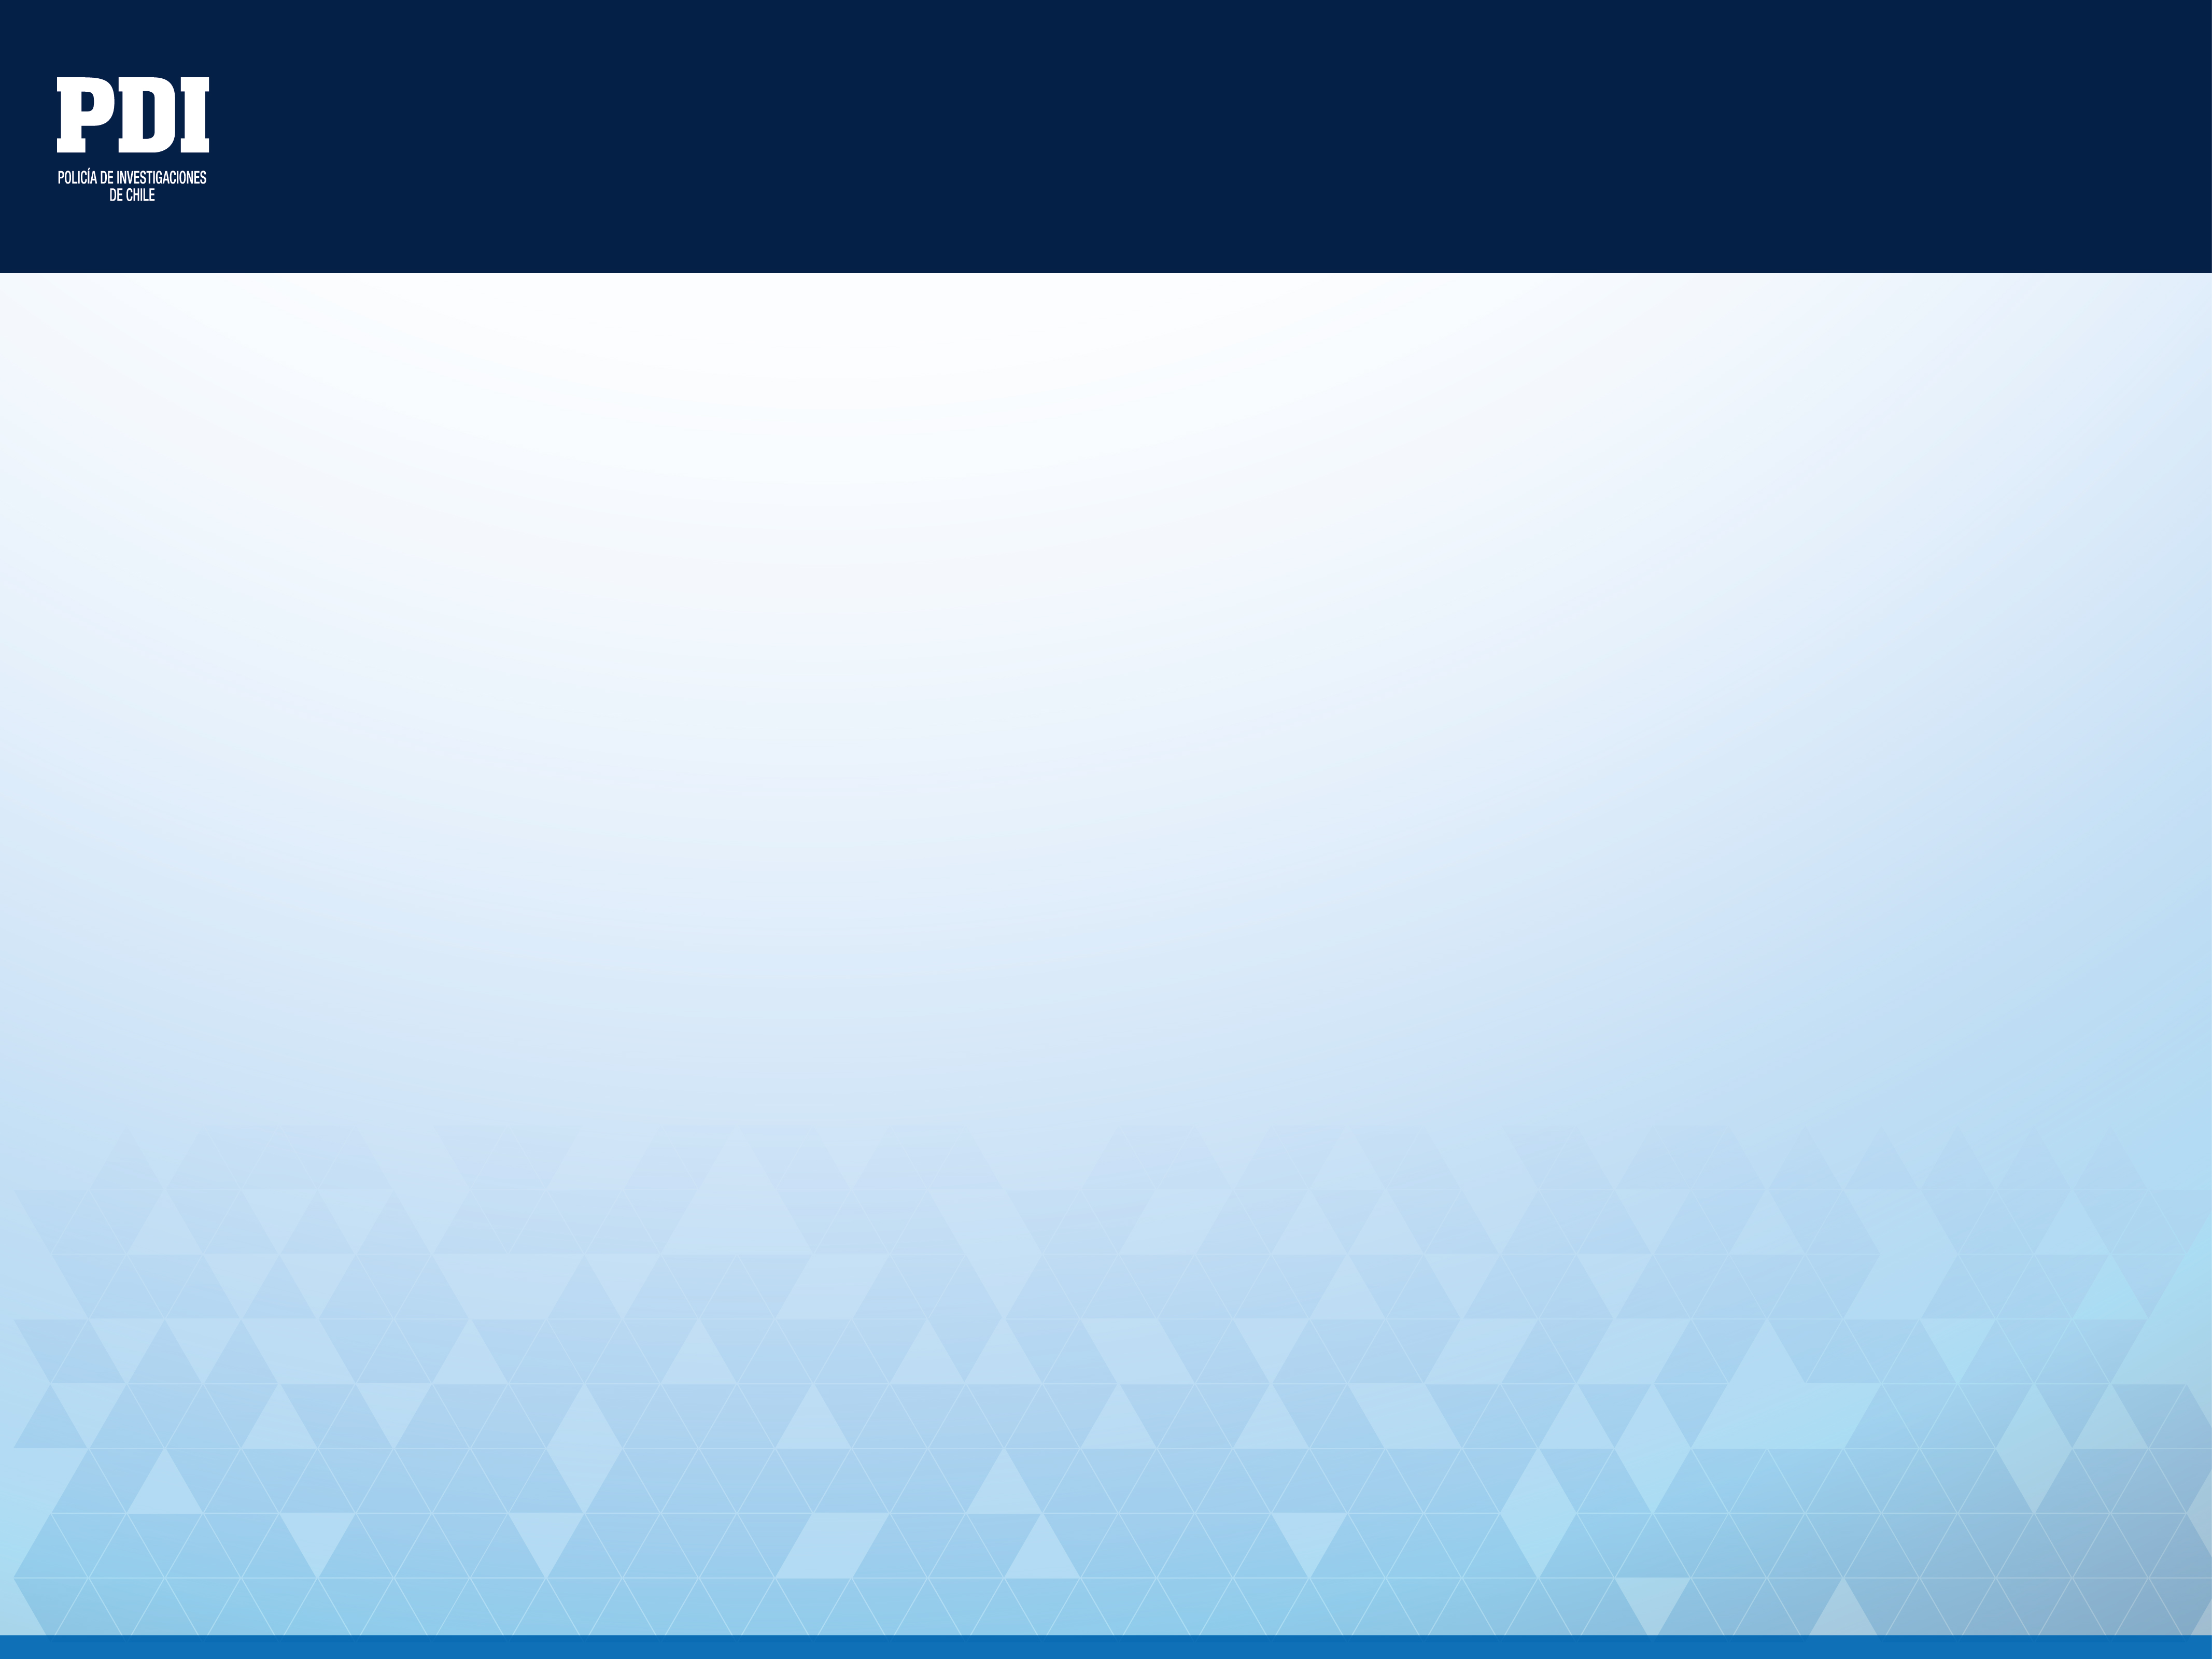 PDI
POLICÍA DE INVESTIGACIONES
DE CHILE